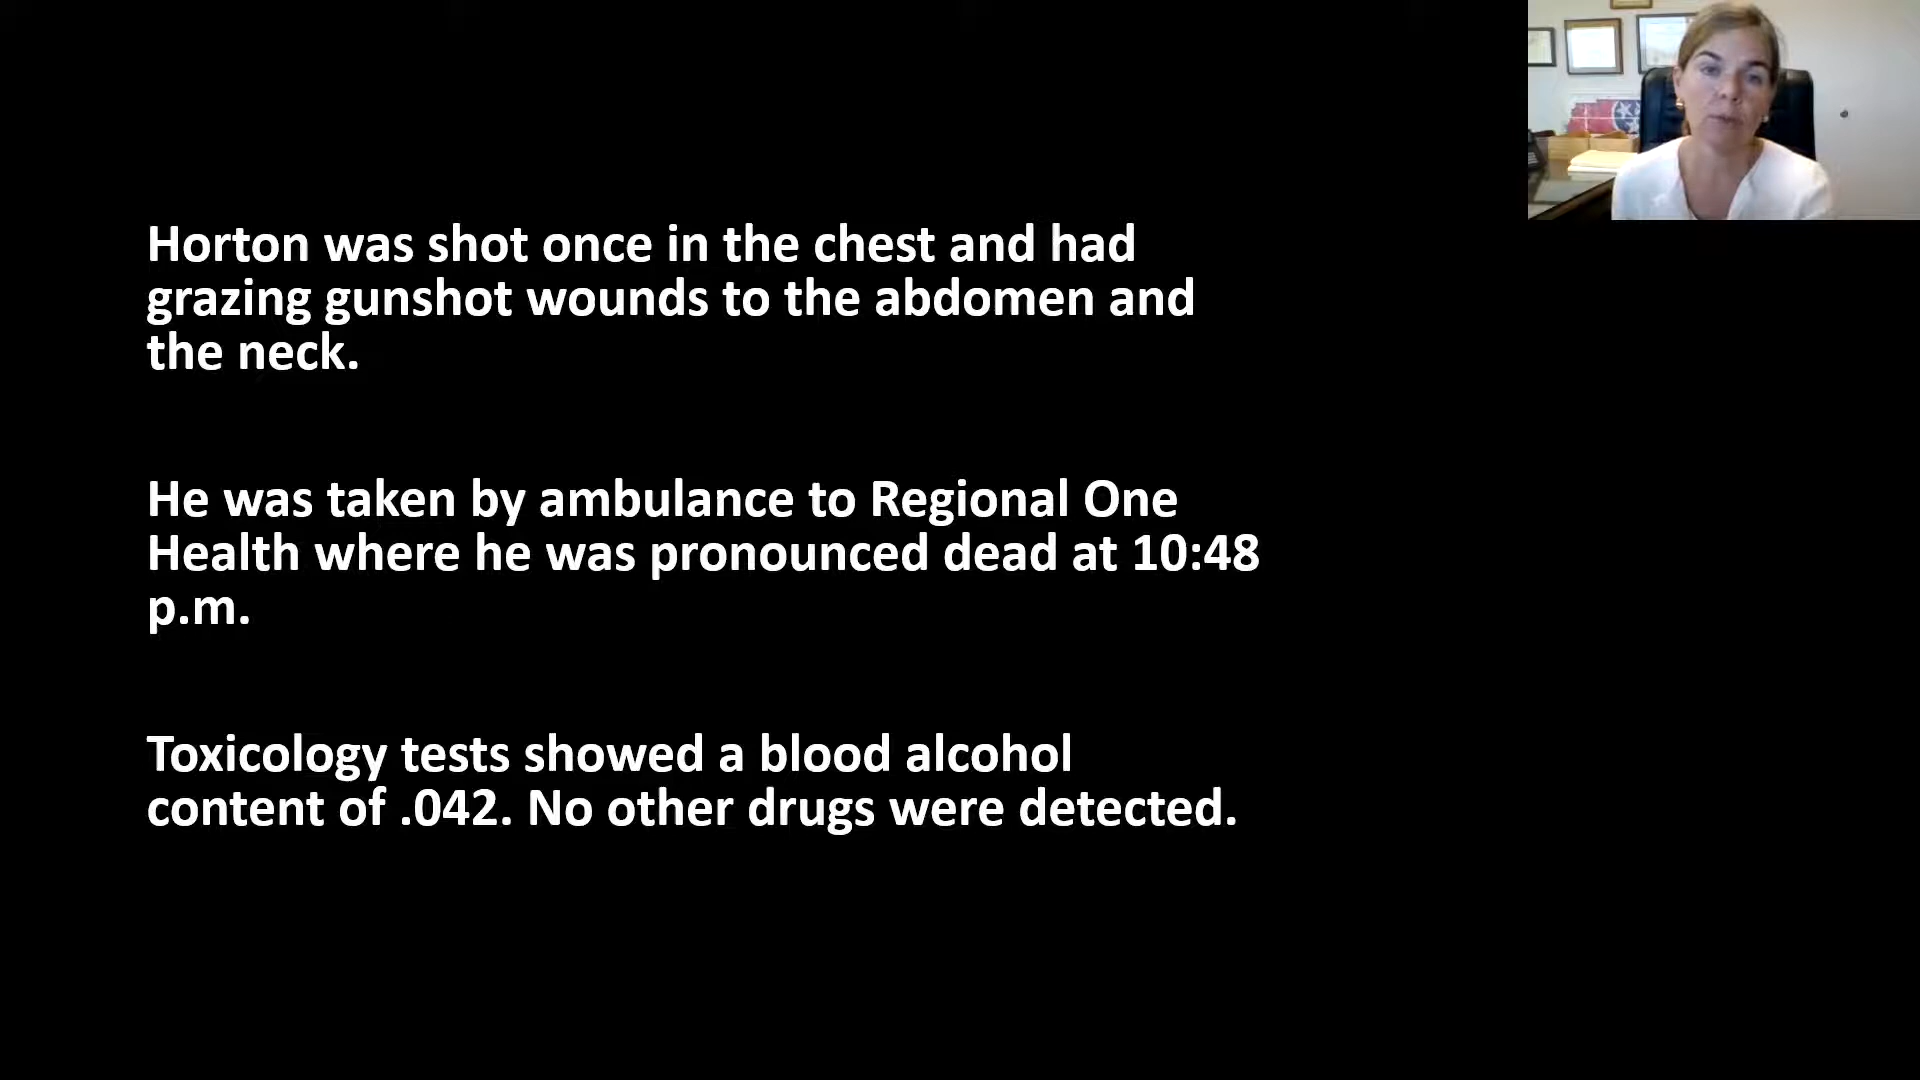 Horton was shot once in the chest and had
grazing gunshot wounds to the abdomen and
the neck.
He was taken by ambulance to Regional One
Health where he was pronounced dead at 10:48
p.m.
Toxicology tests showed a blood alcohol
content of .042. No other drugs were detected.